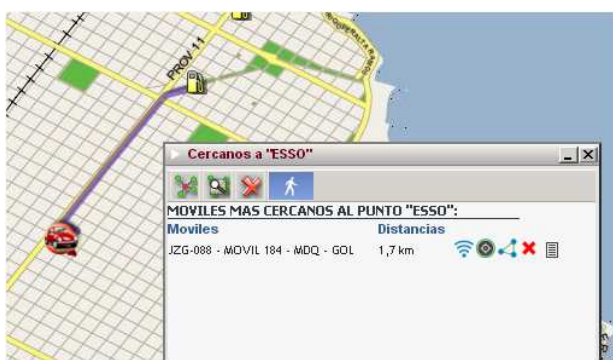 PROV 11
Cercanos a "ESSO"
MOVILES MAS CERCANOS AL PUNTO "ESSO":
Moviles Distancias
JZG-088 - MOVIL 184 - MDQ - GOL 1,7 km